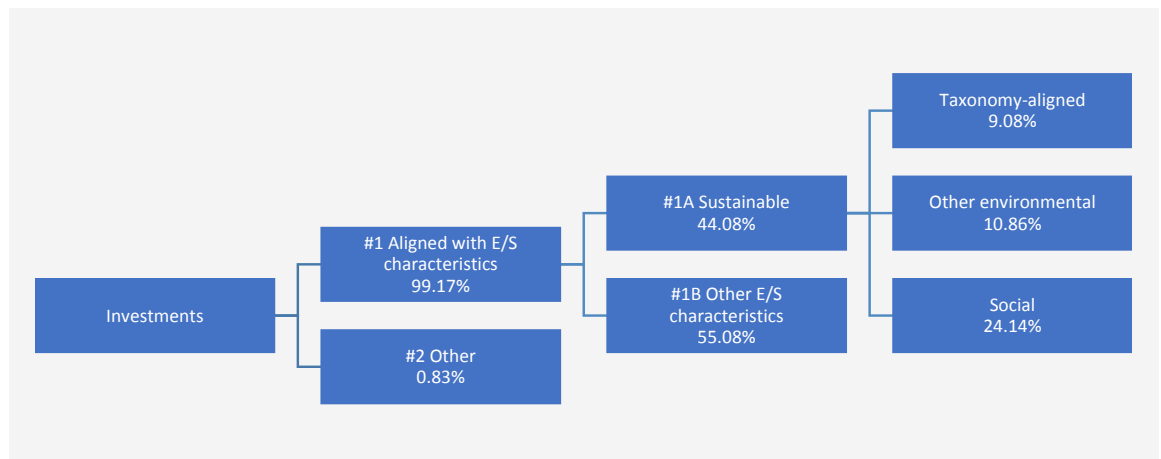 Investments
#1 Aligned with E/S
characteristics
99.17%
#2 Other
0.83%
#1A Sustainable
44.08%
#1B Other E/S
characteristics
55.08%
Taxonomy-aligned
9.08%
Other environmental
10.86%
Social
24.14%